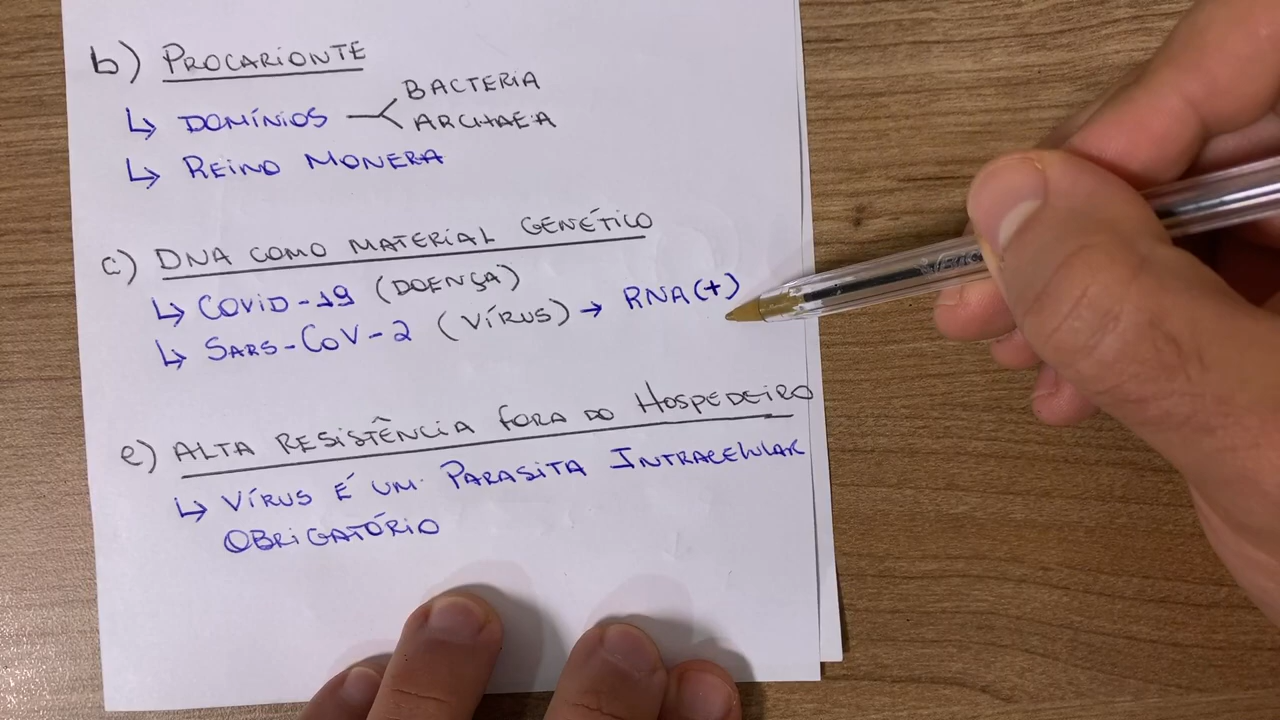 b) PROCARIONTE
↳ DOMÍNIOS < BACTERIA
ARCHAEA
↳ REINO MONERA
c) DNA COMO MATERIAL GENÉTICO
↳ COVID-19 (DOENÇA)
↳ SARS-COV-2 (VÍRUS) → RNA(+)
e) ALTA RESISTÊNCIA FORA DO HOSPEDEIRO
↳ VÍRUS É UM PARASITA INTRACELULAR
OBRIGATÓRIO